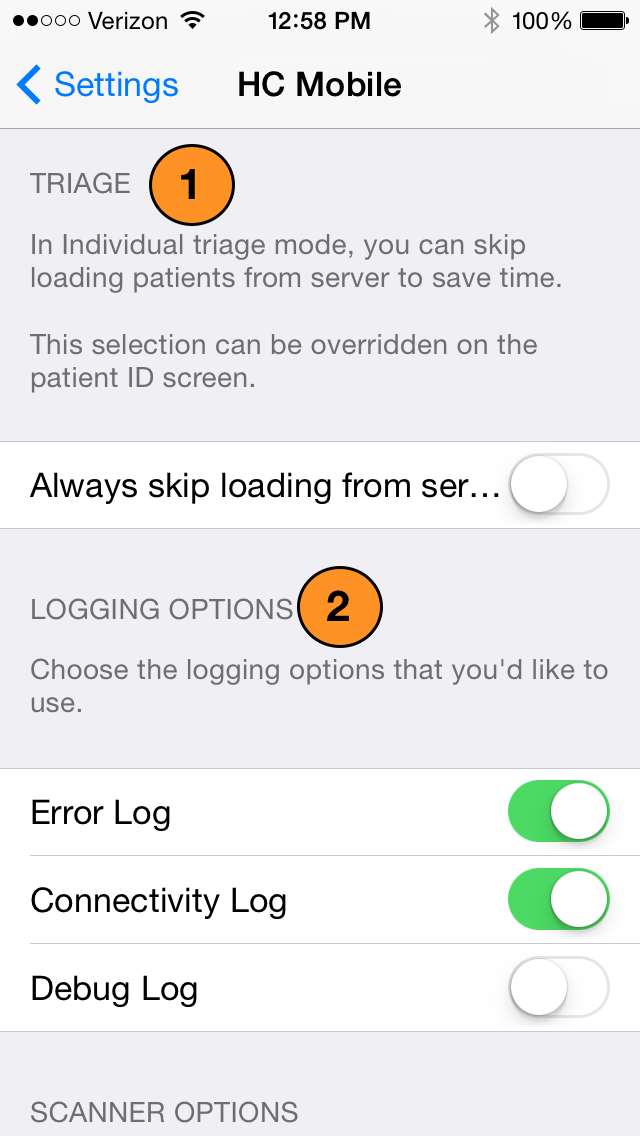 Verizon 12:58 PM 100%
Settings HC Mobile
TRIAGE 1
In Individual triage mode, you can skip
loading patients from server to save time.
This selection can be overridden on the
patient ID screen.
Always skip loading from ser...
LOGGING OPTIONS 2
Choose the logging options that you'd like to
use.
Error Log
Connectivity Log
Debug Log
SCANNER OPTIONS